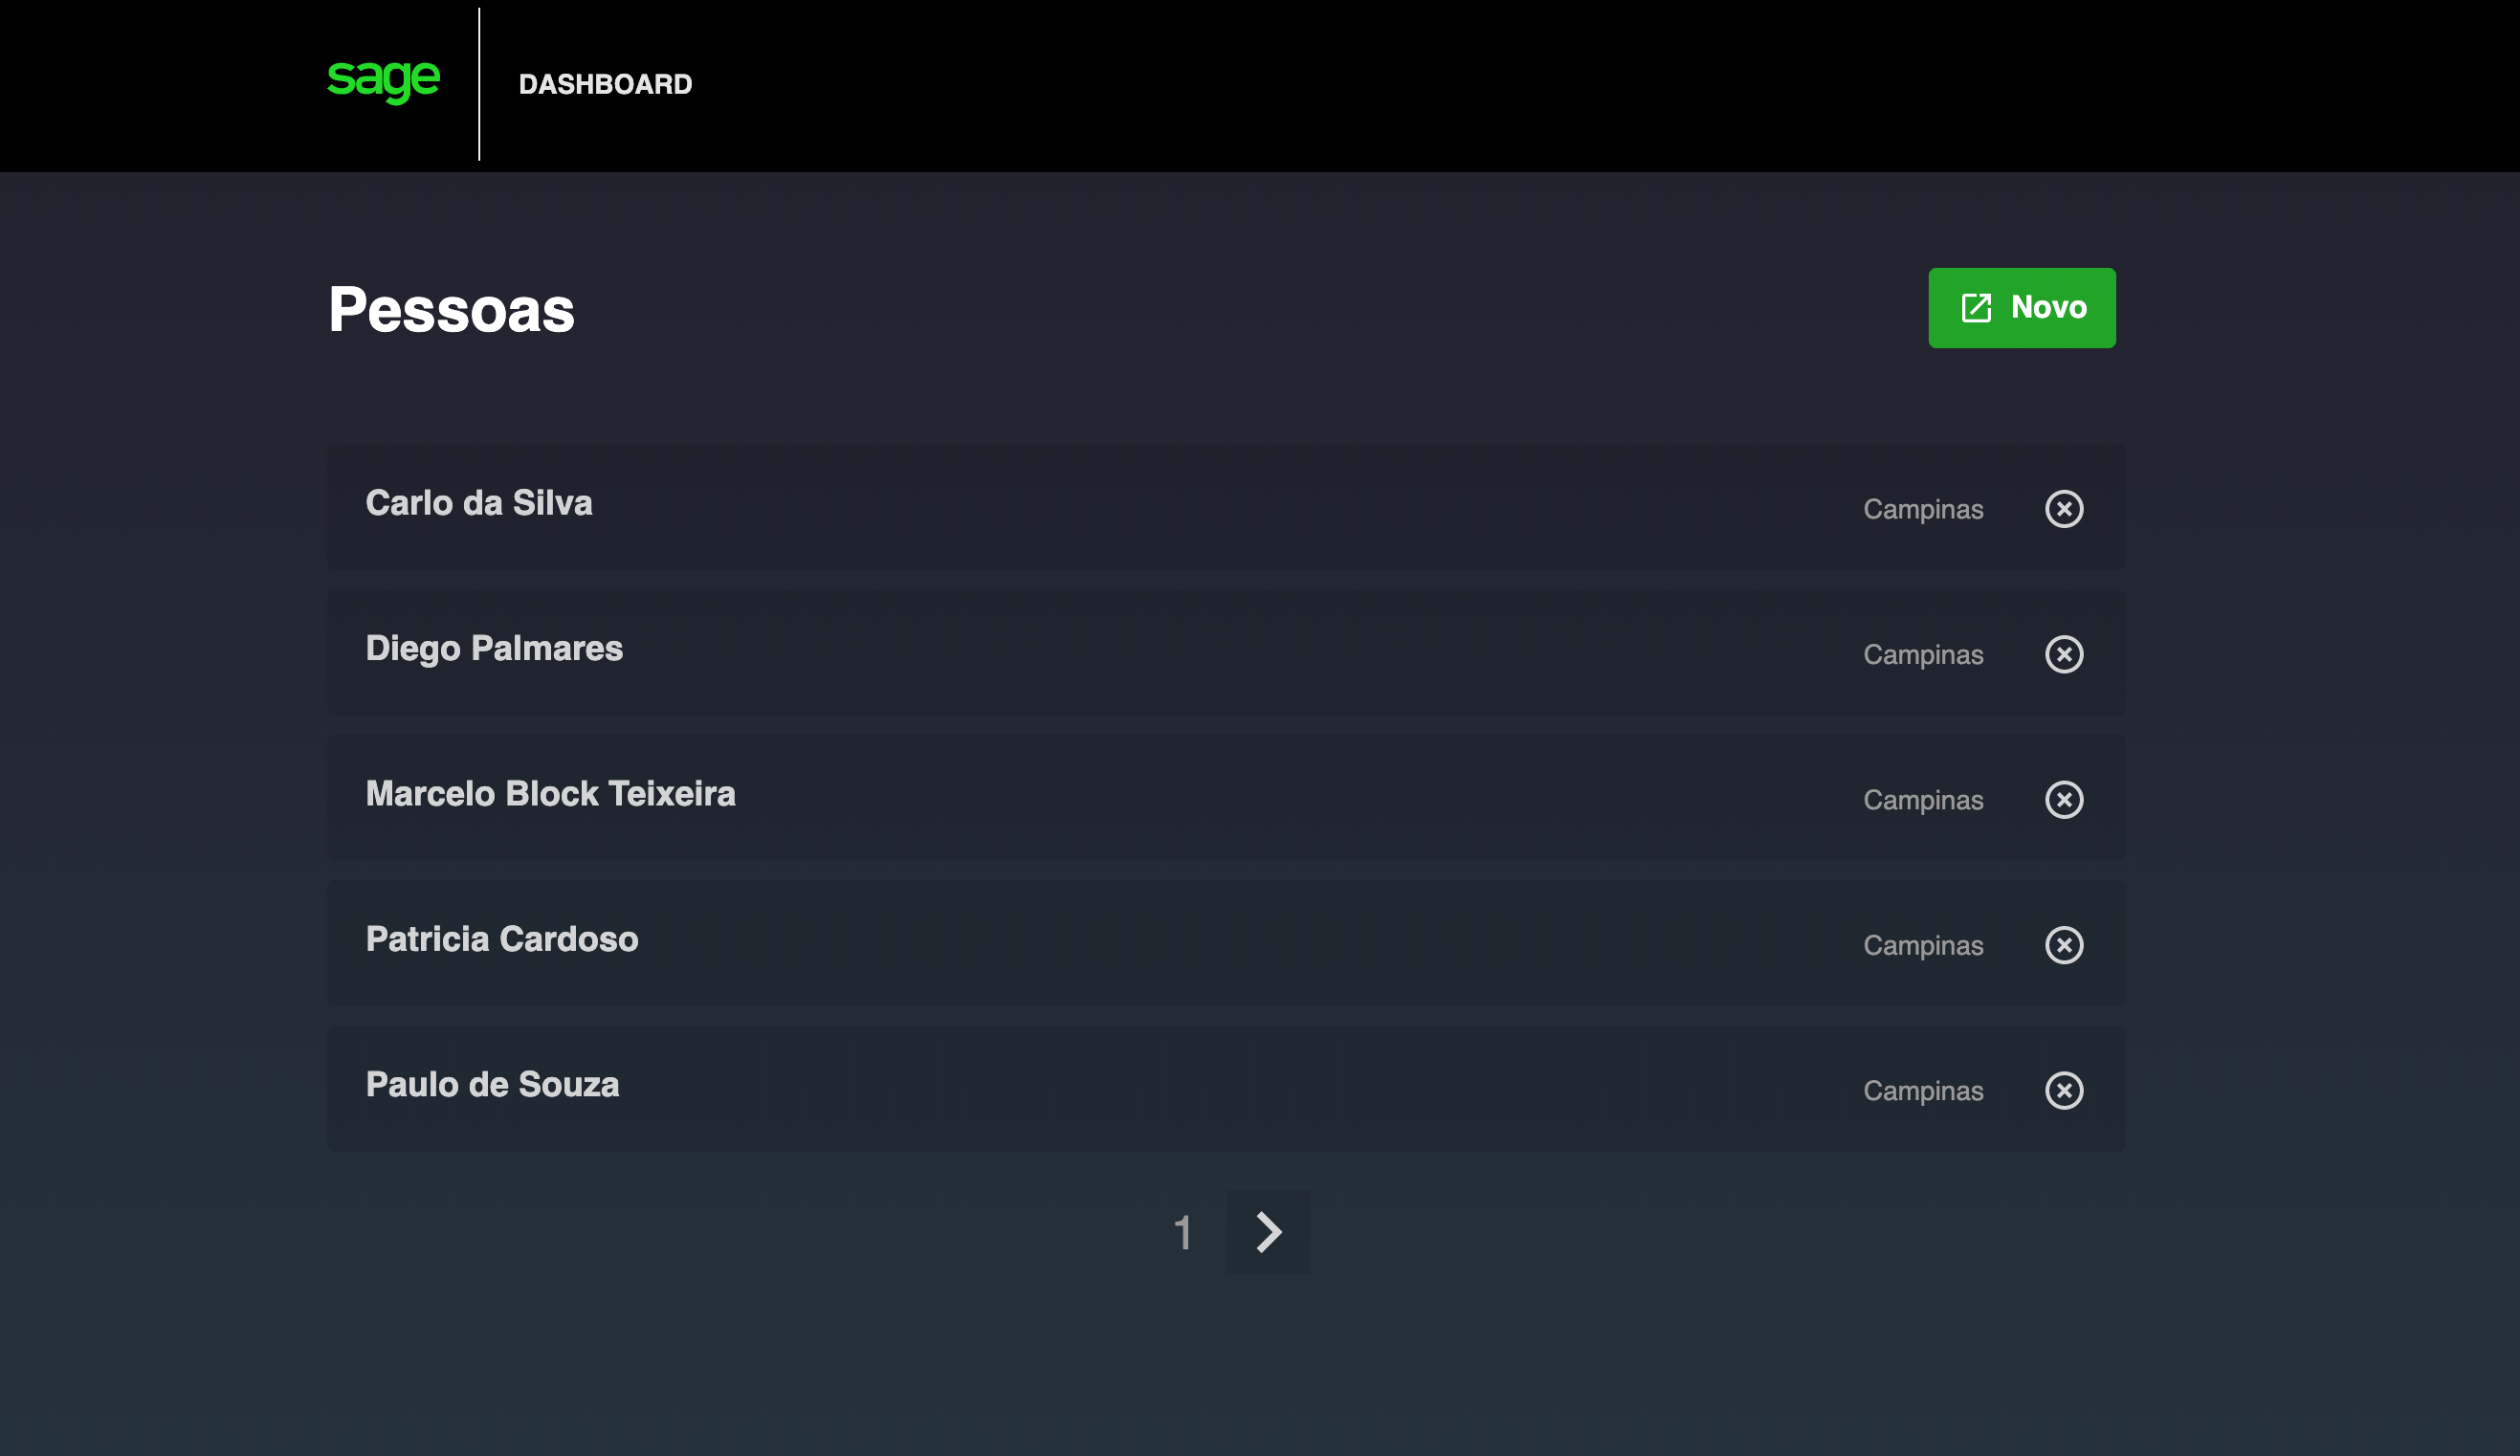 sage
DASHBOARD
Pessoas
Novo
Carlo da Silva
Campinas
Diego Palmares
Campinas
Marcelo Block Teixeira
Campinas
Patricia Cardoso
Campinas
Paulo de Souza
Campinas
1